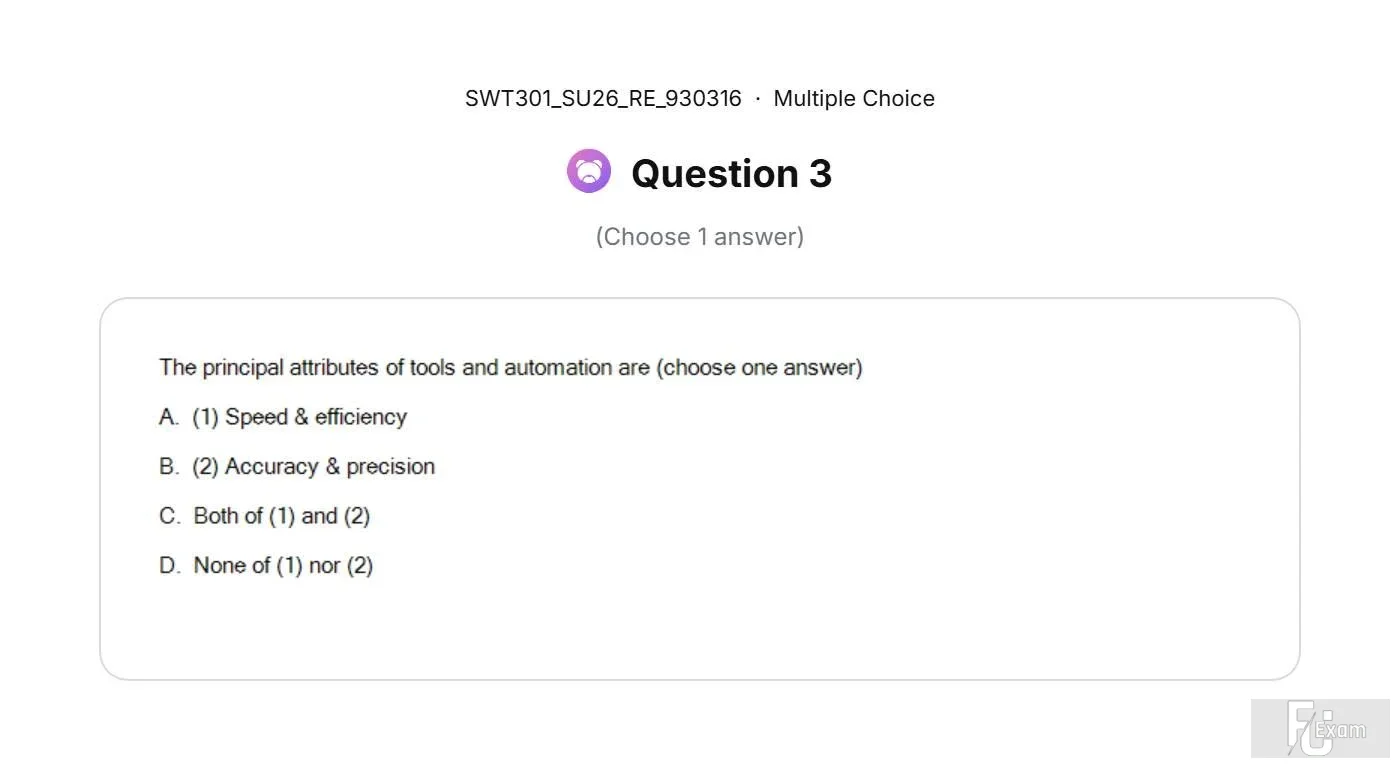 SWT301_SU26_RE_930316 · Multiple Choice
Question 3
(Choose 1 answer)
The principal attributes of tools and automation are (choose one answer)
A. (1) Speed & efficiency
B. (2) Accuracy & precision
C. Both of (1) and (2)
D. None of (1) nor (2)
Exam